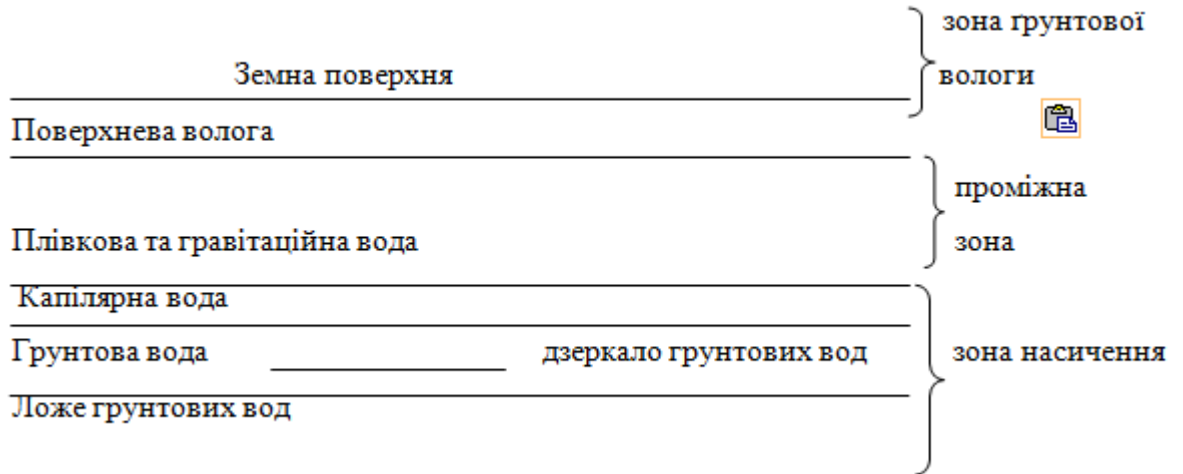 зона ґрунтової
Земна поверхня вологи
Поверхнева волога
проміжна
Плівкова та гравітаційна вода зона
Капілярна вода
Грунтова вода дзеркало грунтових вод зона насичення
Ложе грунтових вод